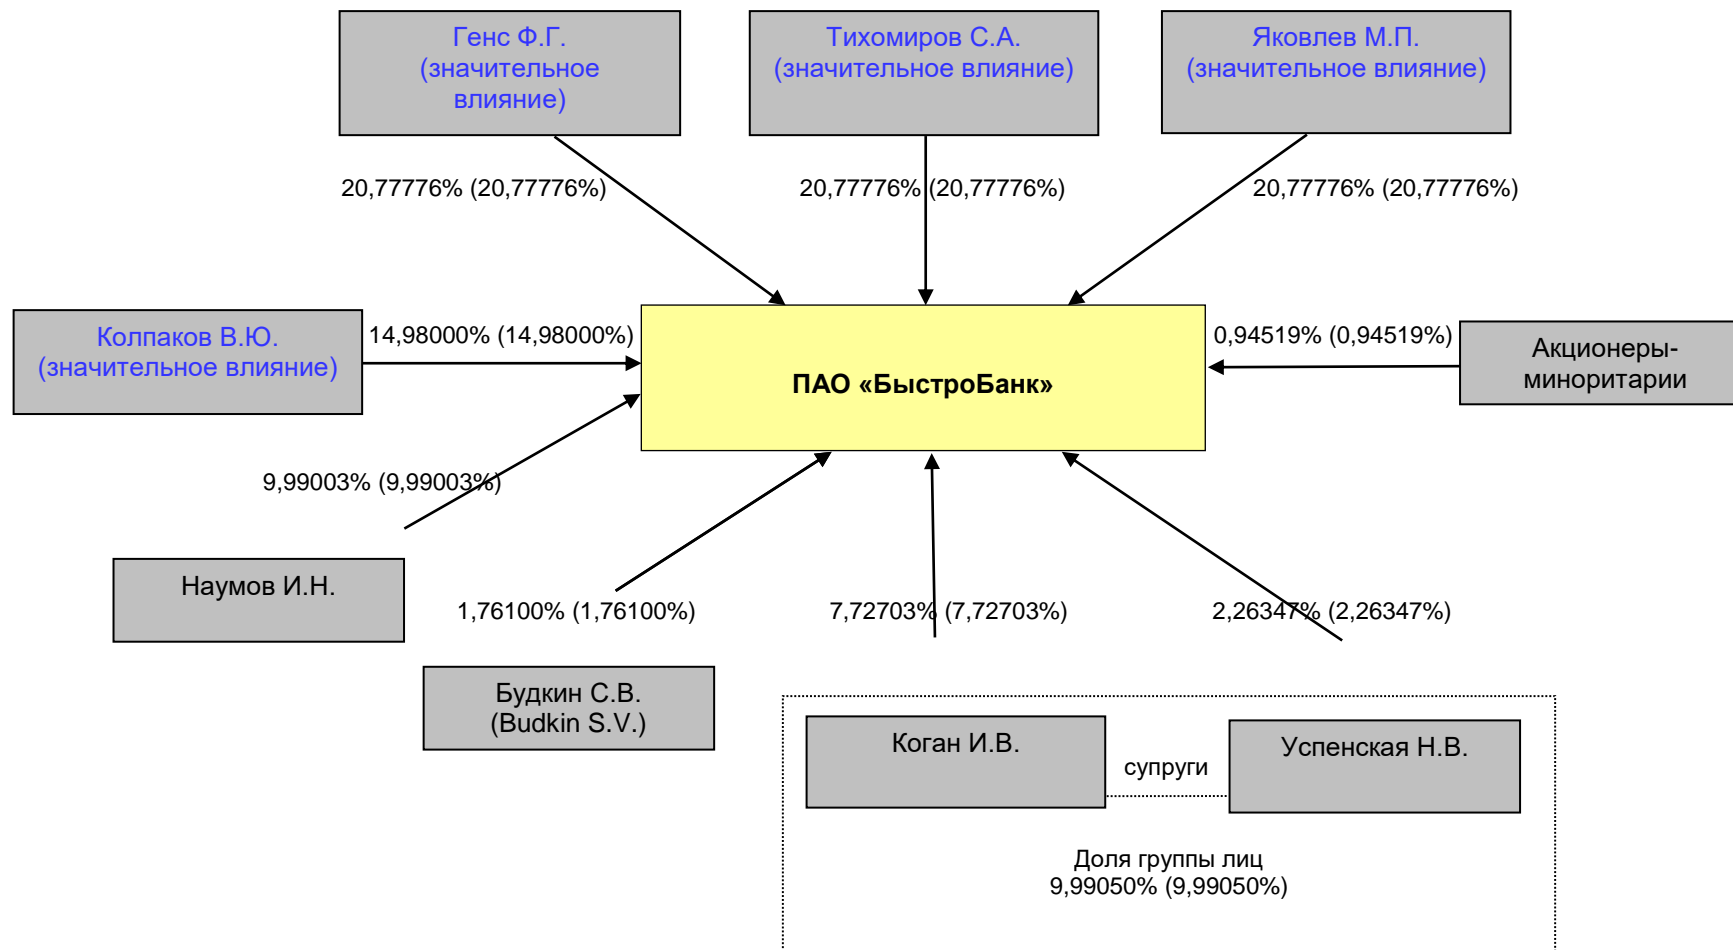 Генс Ф.Г.
(значительное
влияние)
Тихомиров С.А.
(значительное влияние)
Яковлев М.П.
(значительное влияние)
20,77776% (20,77776%)
20,77776% (20,77776%)
20,77776% (20,77776%)
Колпаков В.Ю.
(значительное влияние)
14,98000% (14,98000%)
ПАО «БыстроБанк»
0,94519% (0,94519%)
Акционеры-
миноритарии
9,99003% (9,99003%)
Наумов И.Н.
1,76100% (1,76100%)
7,72703% (7,72703%)
2,26347% (2,26347%)
Будкин С.В.
(Budkin S.V.)
Коган И.В.
супруги
Успенская Н.В.
Доля группы лиц
9,99050% (9,99050%)